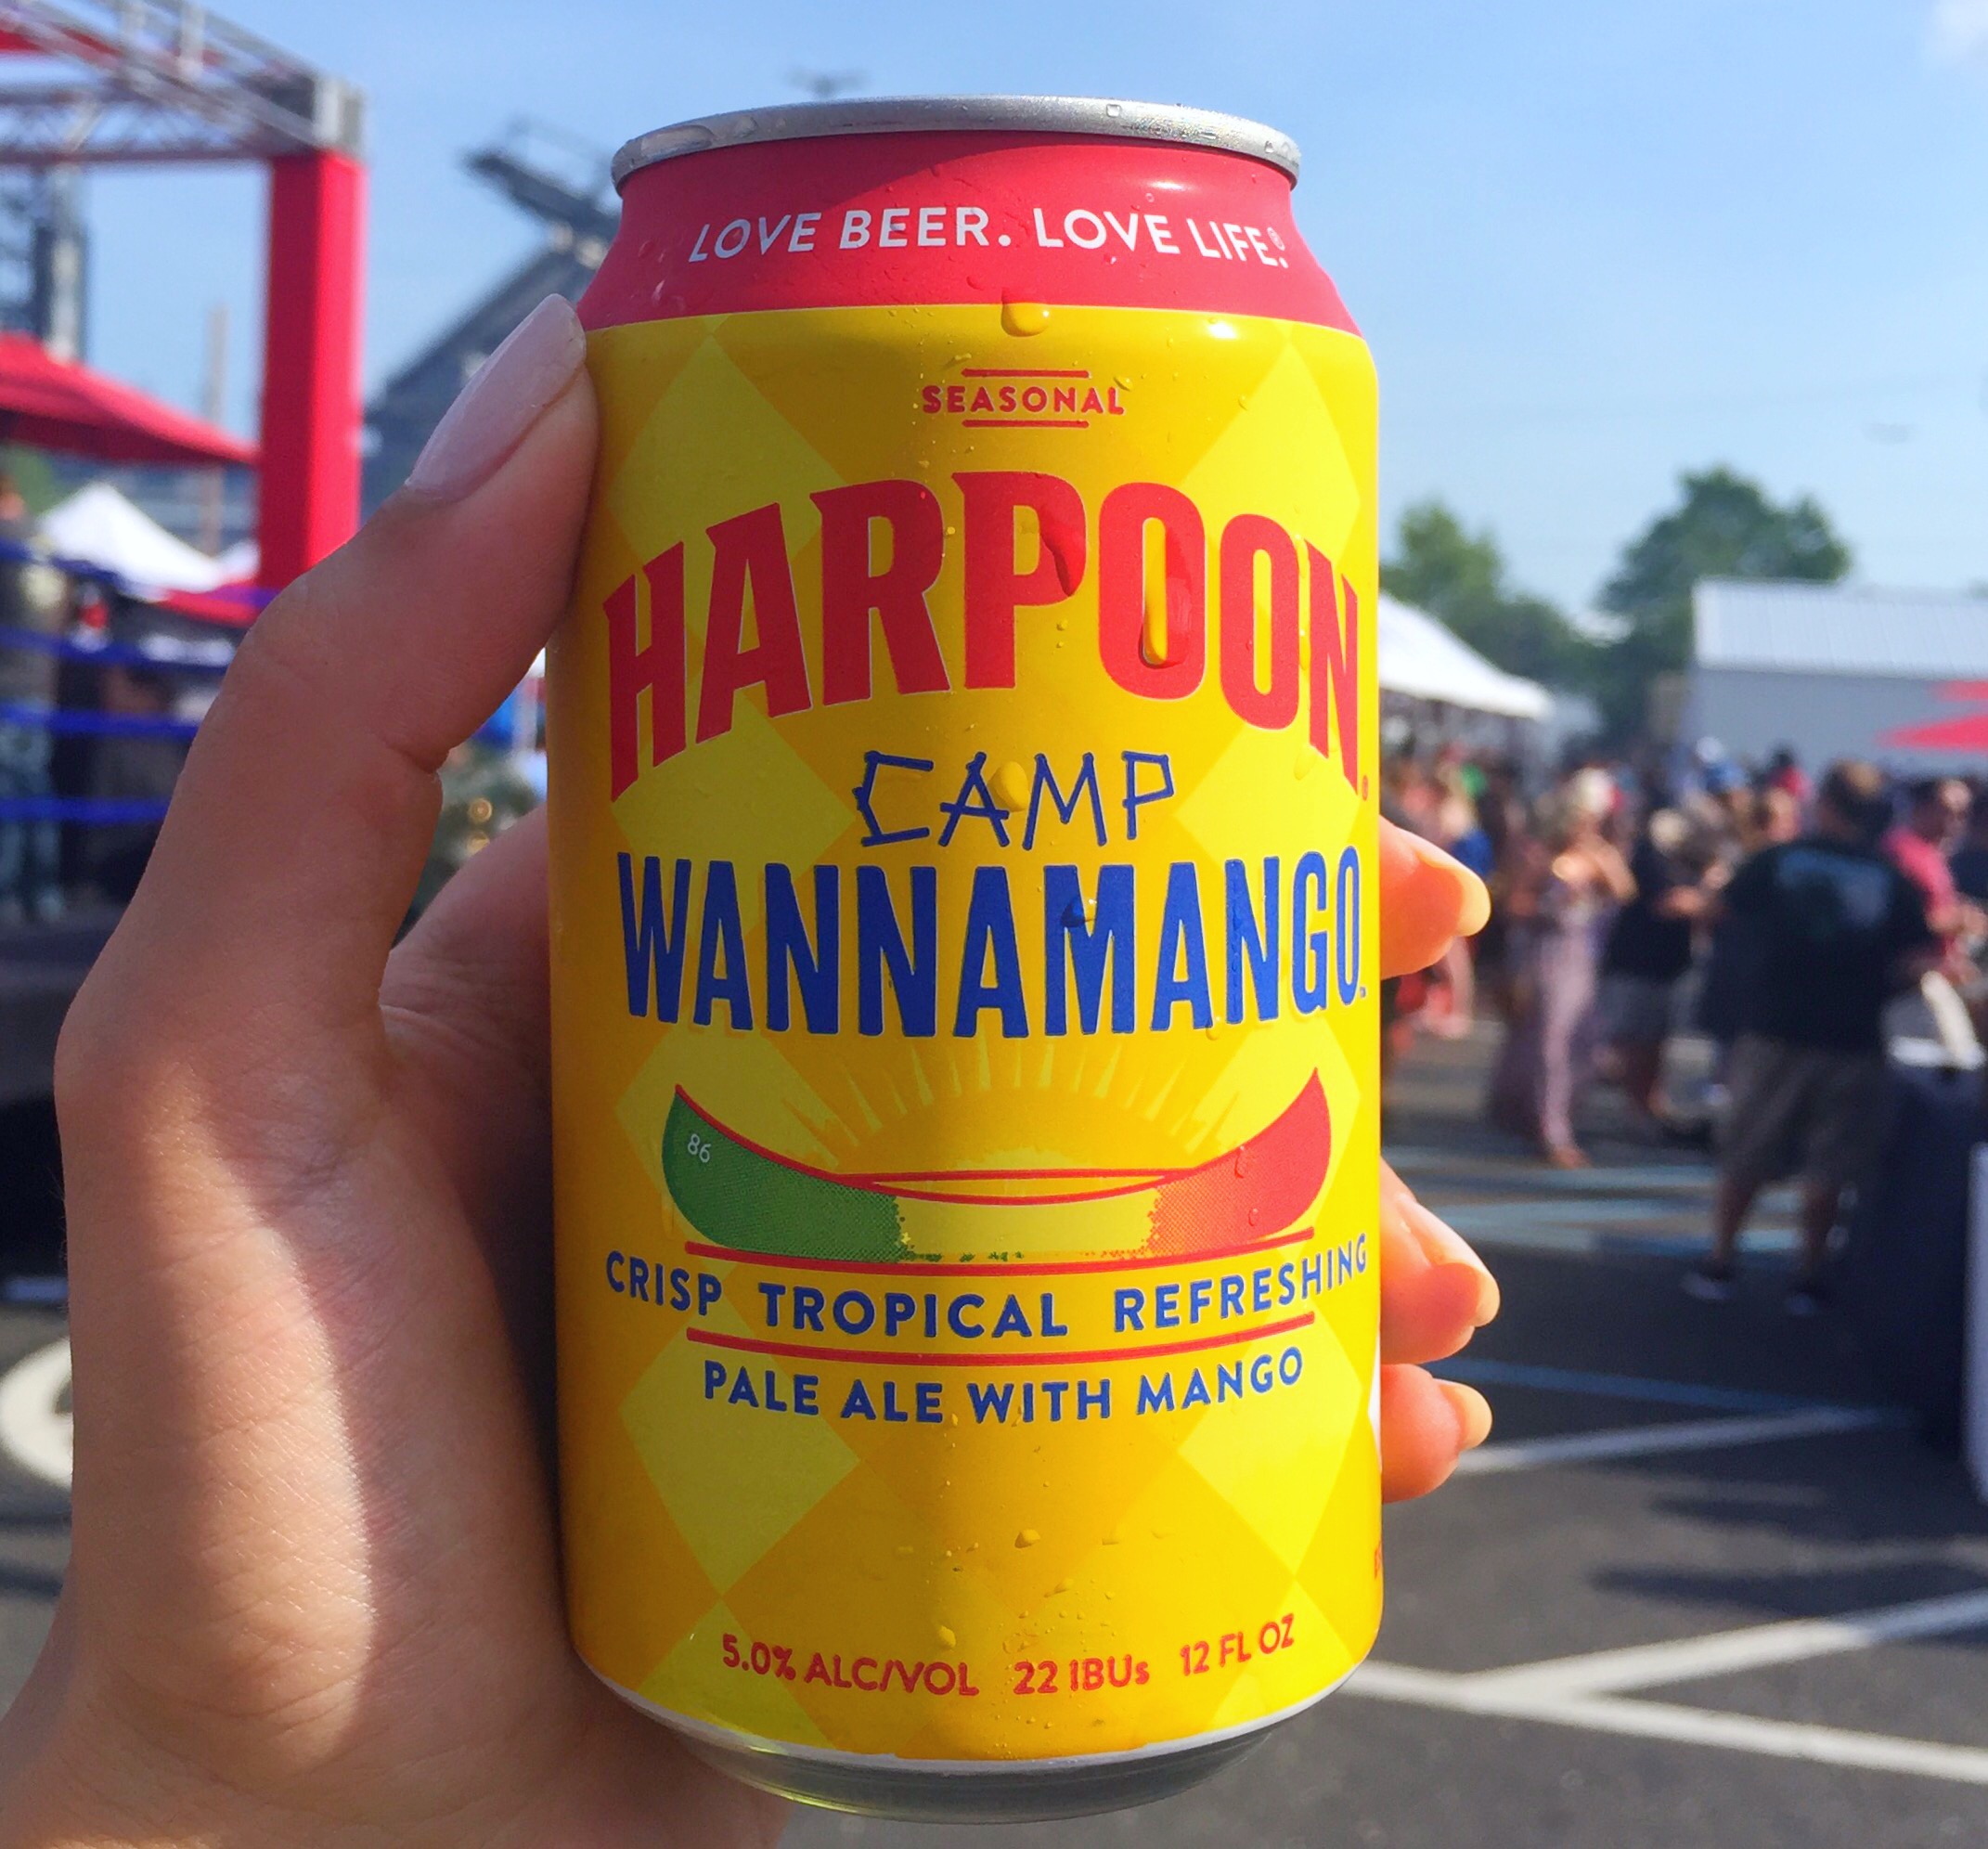 LOVE BEER. LOVE LIFE.®
SEASONAL
HARPOON®
CAMP
WANNAMANGO™
86
CRISP TROPICAL REFRESHING
PALE ALE WITH MANGO
5.0% ALC/VOL 22 IBUs 12 FL OZ